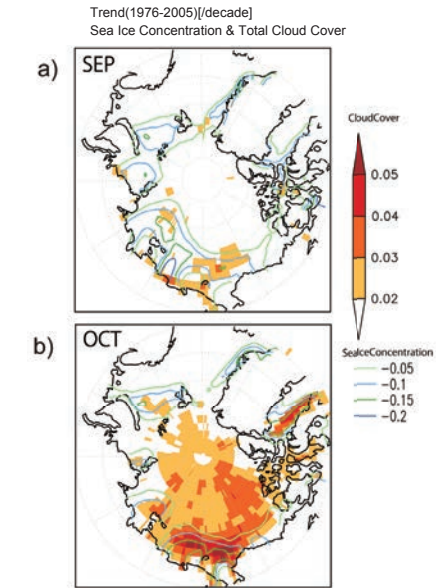 Trend(1976-2005)[/decade]
Sea Ice Concentration & Total Cloud Cover
a)
SEP
CloudCover
0.05
0.04
0.03
0.02
b)
OCT
SeaIceConcentration
−0.05
−0.1
−0.15
−0.2